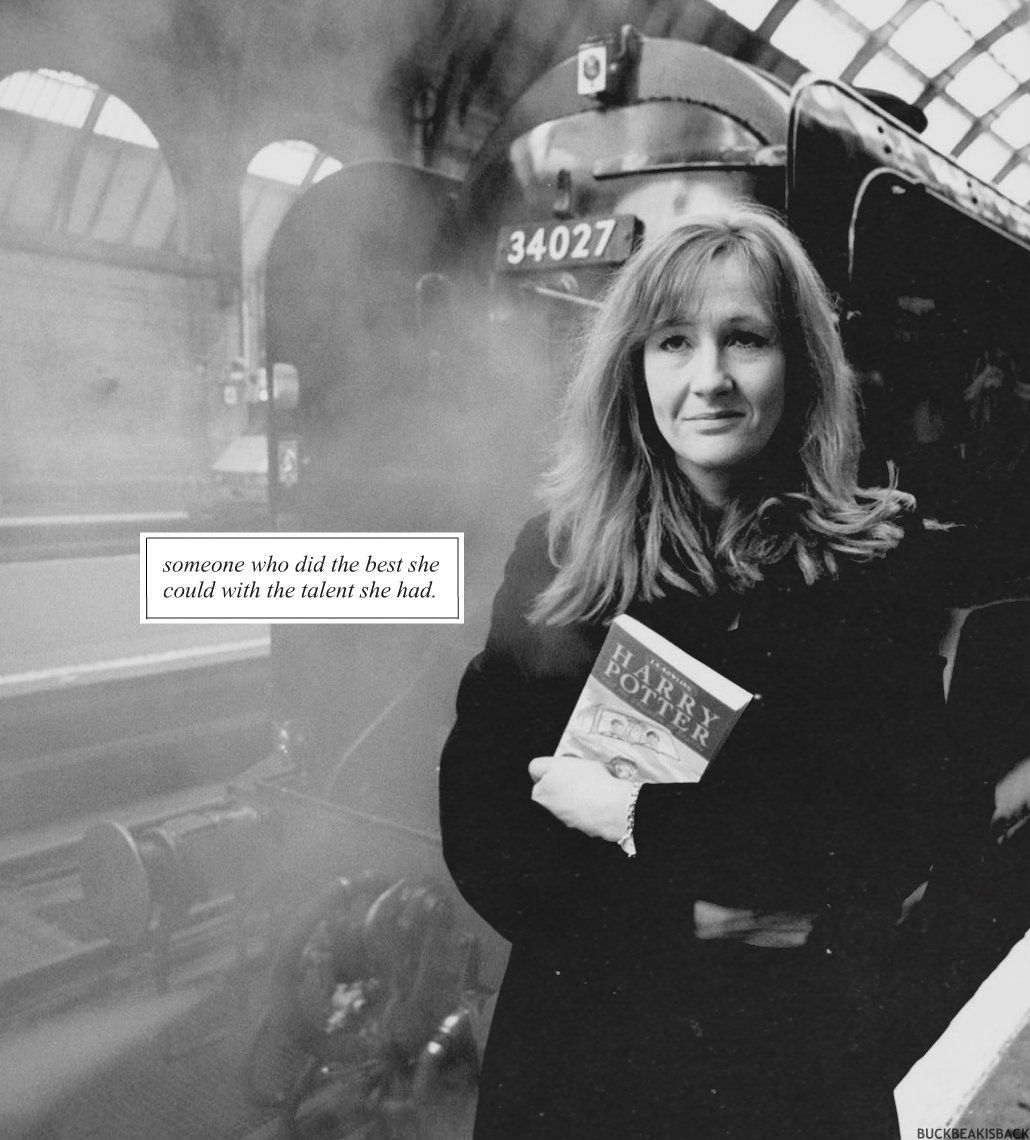 34027
someone who did the best she
could with the talent she had.
J.K.ROWLING
HARRY
POTTER
BUCKBEAKISBACK